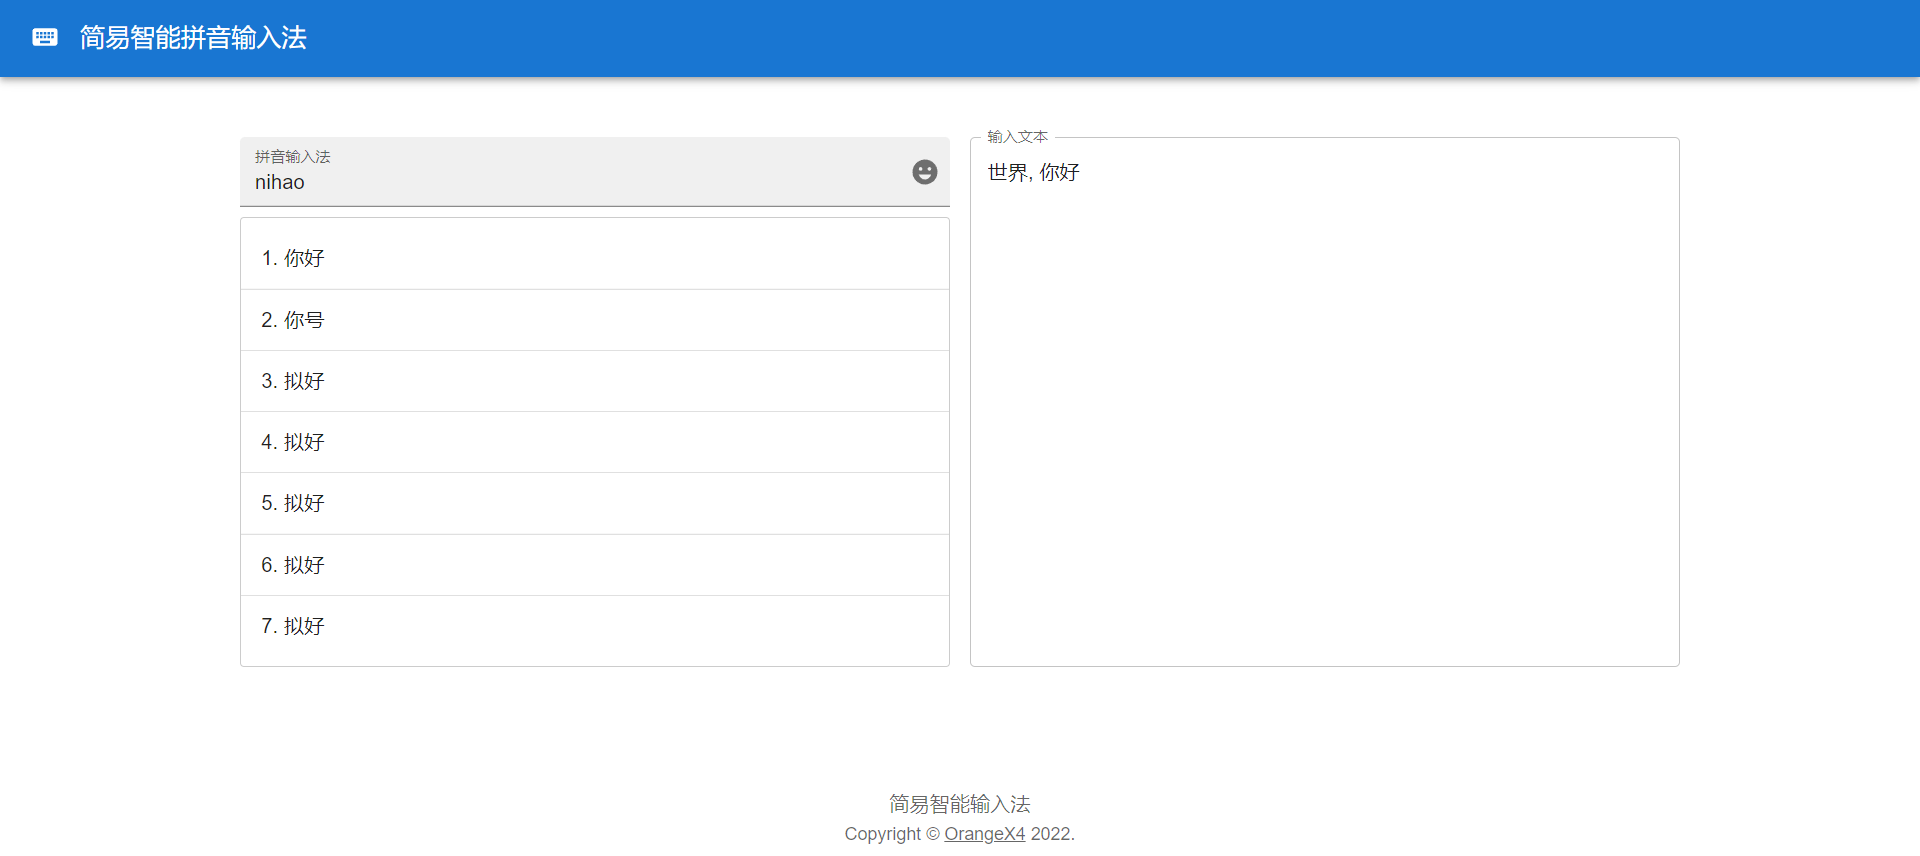 简易智能拼音输入法
拼音输入法
nihao
1. 你好
2. 你号
3. 拟好
4. 拟好
5. 拟好
6. 拟好
7. 拟好
输入文本
世界, 你好
简易智能输入法
Copyright © OrangeX4 2022.